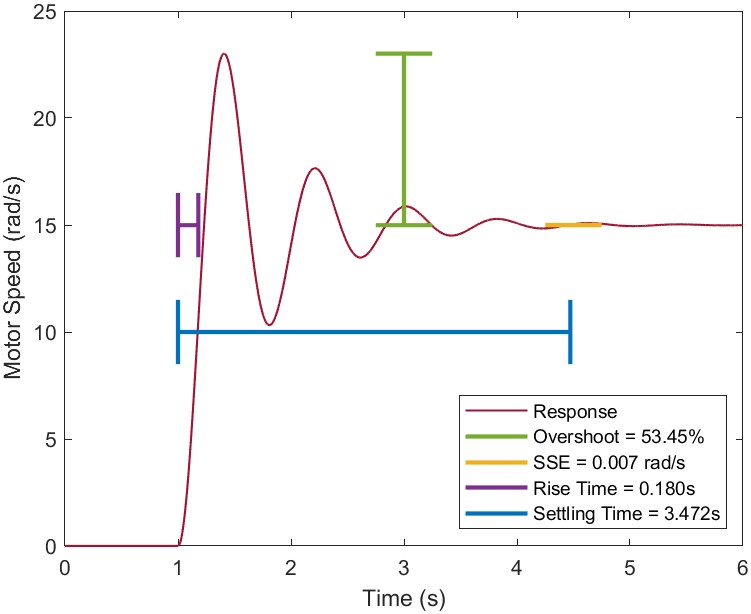 25
20
15
10
5
0
Motor Speed (rad/s)
Response
Overshoot = 53.45%
SSE = 0.007 rad/s
Rise Time = 0.180s
Settling Time = 3.472s
0 1 2 3 4 5 6
Time (s)